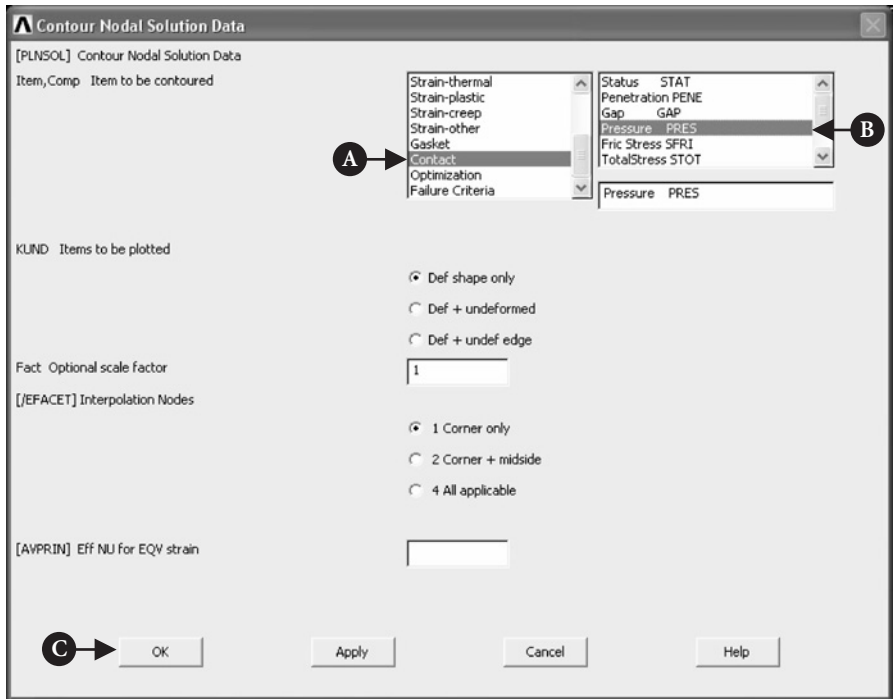 Contour Nodal Solution Data
[PLNSOL] Contour Nodal Solution Data
Item,Comp Item to be contoured
Strain-thermal
Strain-plastic
Strain-creep
Strain-other
Gasket
Contact
Optimization
Failure Criteria
A
Status STAT
Penetration PENE
Gap GAP
Pressure PRES
Fric Stress SFRI
TotalStress STOT
B
Pressure PRES
KUND Items to be plotted
Def shape only
Def + undeformed
Def + undef edge
Fact Optional scale factor
1
[/EFACET] Interpolation Nodes
1 Corner only
2 Corner + midside
4 All applicable
[AVPRIN] Eff NU for EQV strain
C
OK
Apply
Cancel
Help